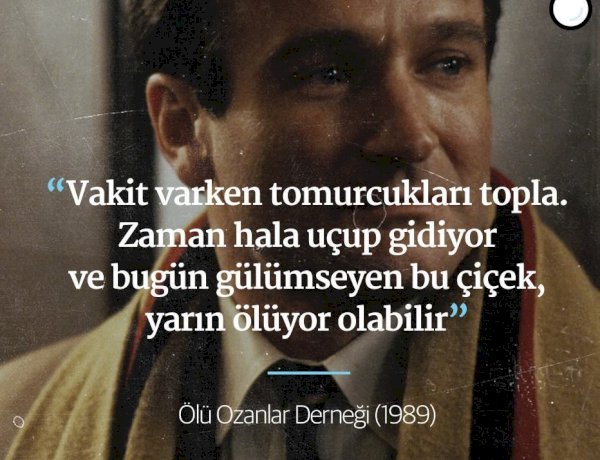 “Vakit varken tomurcukları topla.
Zaman hala uçup gidiyor
ve bugün gülümseyen bu çiçek,
yarın ölüyor olabilir”
Ölü Ozanlar Derneği (1989)